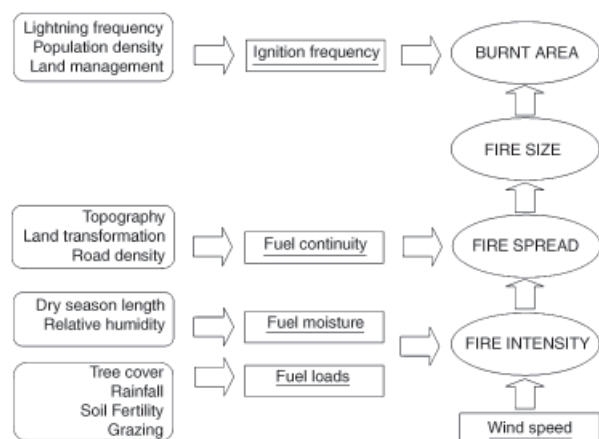 Lightning frequency
Population density
Land management
Ignition frequency
BURNT AREA
FIRE SIZE
Topography
Land transformation
Road density
Fuel continuity
FIRE SPREAD
Dry season length
Relative humidity
Fuel moisture
FIRE INTENSITY
Tree cover
Rainfall
Soil Fertility
Grazing
Fuel loads
Wind speed